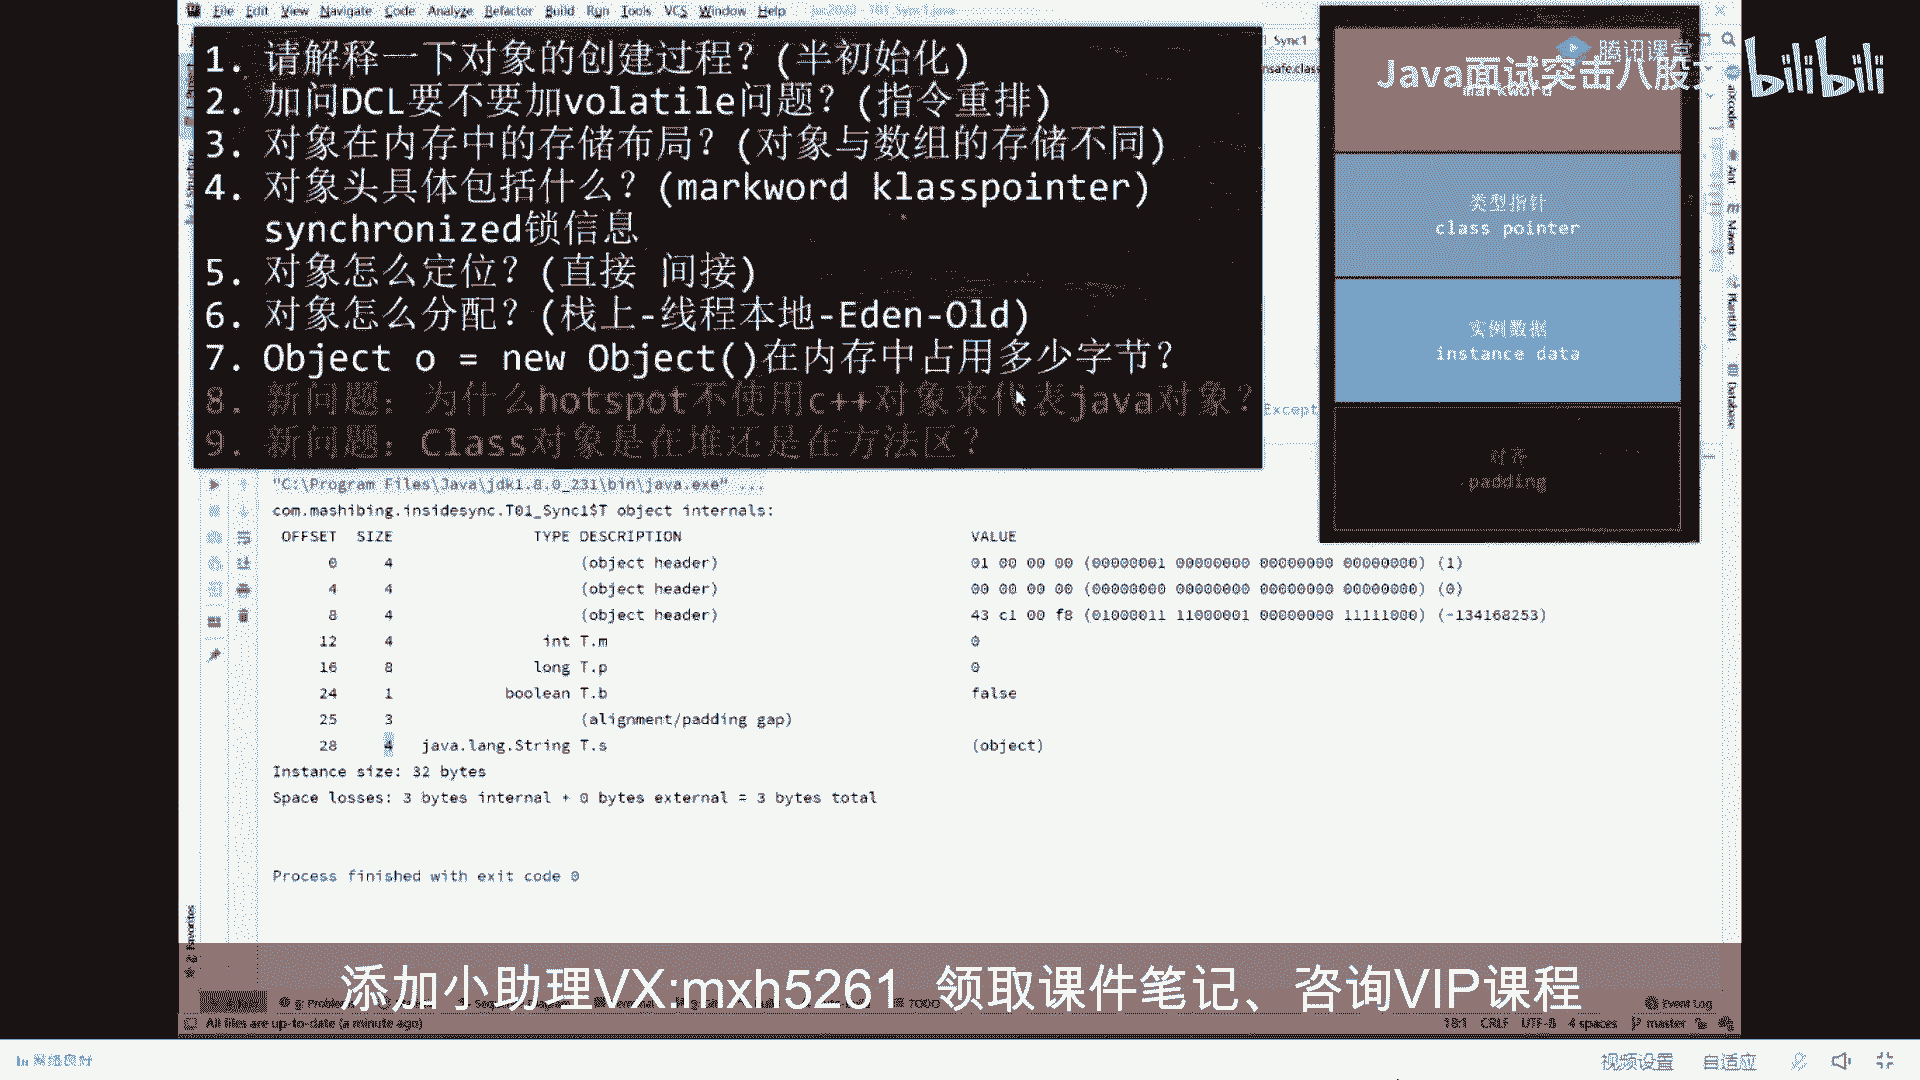 File Edit View Navigate Code Analyze Refactor Build Run Tools VCS Window Help
1. 请解释一下对象的创建过程？(半初始化)
2. 加问DCL要不要加volatile问题？(指令重排)
3. 对象在内存中的存储布局？(对象与数组的存储不同)
4. 对象头具体包括什么？(markword klasspointer)
synchronized锁信息
5. 对象怎么定位？(直接 间接)
6. 对象怎么分配？(栈上-线程本地-Eden-Old)
7. Object o = new Object()在内存中占用多少字节？
8. 新问题：为什么hotspot不使用c++对象来代表java对象？
9. 新问题：Class对象是在堆还是在方法区？
Sync1
腾讯课堂
Java面试突击八股
bilibili
markword
类型指针
class pointer
实例数据
instance data
对齐
padding
Ant
Maven
PlantUML
Database
Except
"C:\Program Files\Java\jdk1.8.0_231\bin\java.exe" ...
com.mashibing.insidesync.T01_Sync1$T object internals:
OFFSET SIZE TYPE DESCRIPTION VALUE
0 4 (object header) 01 00 00 00 (00000001 00000000 00000000 00000000) (1)
4 4 (object header) 00 00 00 00 (00000000 00000000 00000000 00000000) (0)
8 4 (object header) 43 c1 00 f8 (01000011 11000001 00000000 11111000) (-134168253)
12 4 int T.m 0
16 8 long T.p 0
24 1 boolean T.b false
25 3 (alignment/padding gap)
28 4 java.lang.String T.s (object)
Instance size: 32 bytes
Space losses: 3 bytes internal + 0 bytes external = 3 bytes total
Process finished with exit code 0
Favorites
添加小助理VX:mxh5261 领取课件笔记、咨询VIP课程
TODO
Event Log
All files are up-to-date (a minute ago)
18:1 CRLF UTF-8 4 spaces master
网络良好
视频设置 自适应